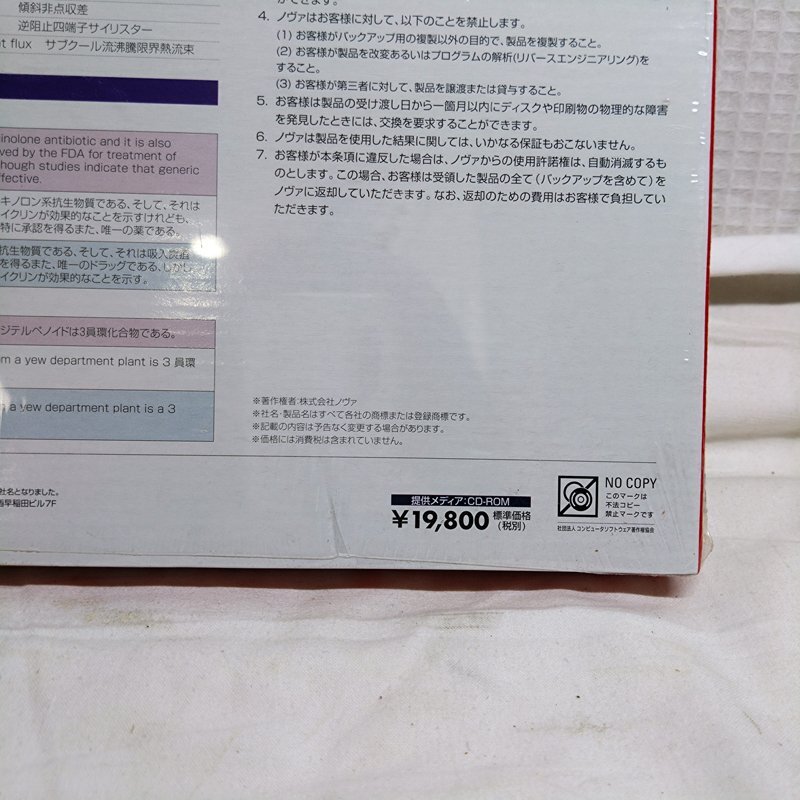 傾斜非点収差
逆阻止四端子サイリスター
t flux サブクール流沸騰限界熱流束
inolone antibiotic and it is also
ved by the FDA for treatment of
hough studies indicate that generic
ffective.
キノロン系抗生物質である、そして、それは
イクリンが効果的なことを示すけれども、
特に承認を得るまた、唯一の薬である。
抗生物質である、そして、それは吸入炭疽
を得るまた、唯一のドラッグである、しかし
イクリンが効果的なことを示す。
ジテルペノイドは3員環化合物である。
m a yew department plant is 3 員環
m a yew department plant is a 3
社名となりました。
西早稲田ビル7F
ができます。
4. ノヴァはお客様に対して、以下のことを禁止します。
(1) お客様がバックアップ用の複製以外の目的で、製品を複製すること。
(2) お客様が製品を改変あるいはプログラムの解析(リバースエンジニアリング)を
すること。
(3) お客様が第三者に対して、製品を譲渡または貸与すること。
5. お客様は製品の受け渡し日から一箇月以内にディスクや印刷物の物理的な障害
を発見したときには、交換を要求することができます。
6. ノヴァは製品を使用した結果に関しては、いかなる保証もおこないません。
7. お客様が本条項に違反した場合は、ノヴァからの使用許諾権は、自動消滅するも
のとします。この場合、お客様は受領した製品の全て(バックアップを含めて)を
ノヴァに返却していただきます。なお、返却のための費用はお客様で負担してい
ただきます。
※著作権者:株式会社ノヴァ
※社名・製品名はすべて各社の商標または登録商標です。
※記載の内容は予告なく変更する場合があります。
※価格には消費税は含まれていません。
提供メディア:CD-ROM
¥19,800 標準価格
(税別)
NO COPY
このマークは
不法コピー
禁止マークです
社団法人 コンピュータソフトウェア著作権協会